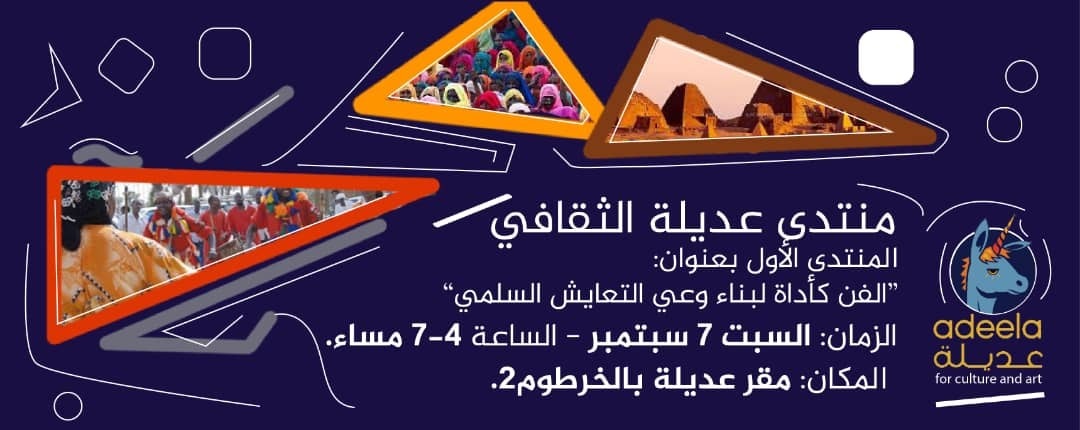 منتدى عديلة الثقافي
المنتدى الأول بعنوان:
”الفن كأداة لبناء وعي التعايش السلمي“
الزمان: السبت 7 سبتمبر - الساعة 4-7 مساء.
المكان: مقر عديلة بالخرطوم2.
adeela
عديلة
for culture and art